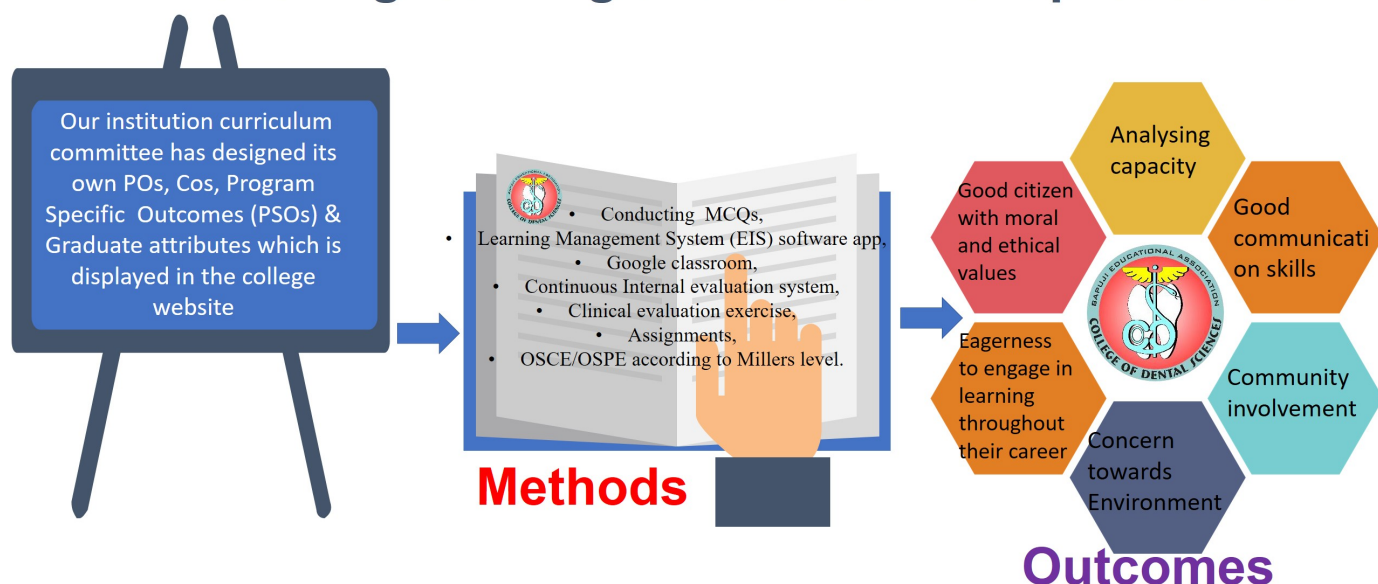 Our institution curriculum
committee has designed its
own POs, Cos, Program
Specific Outcomes (PSOs) &
Graduate attributes which is
displayed in the college
website
• Conducting MCQs,
• Learning Management System (EIS) software app,
• Google classroom,
• Continuous Internal evaluation system,
• Clinical evaluation exercise,
• Assignments,
• OSCE/OSPE according to Millers level.
Methods
Analysing
capacity
Good
communicati
on skills
Community
involvement
Concern
towards
Environment
Eagerness
to engage in
learning
throughout
their career
Good citizen
with moral
and ethical
values
BAPUJI EDUCATIONAL ASSOCIATION
COLLEGE OF DENTAL SCIENCES
Outcomes